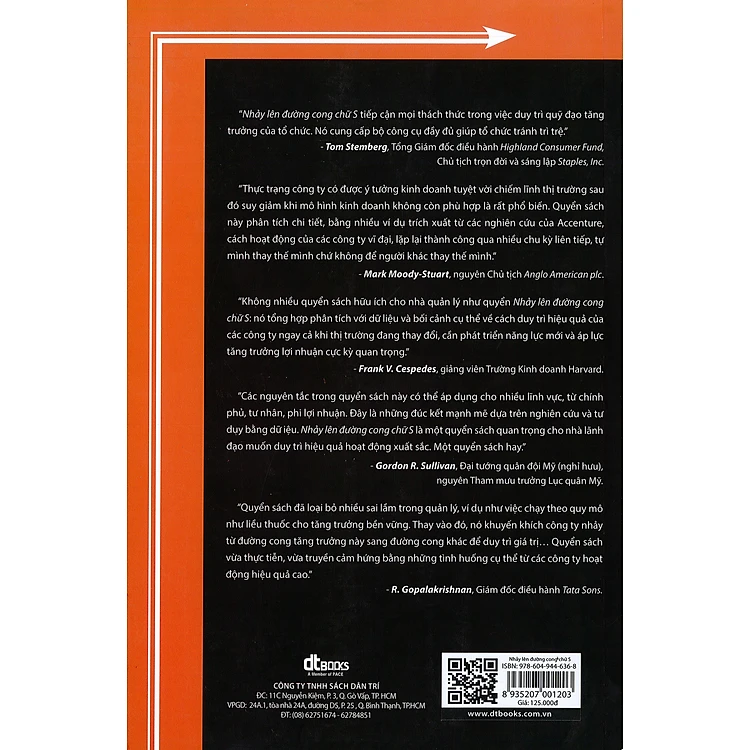 “Nhảy lên đường cong chữ S tiếp cận mọi thách thức trong việc duy trì quỹ đạo tăng
trưởng của tổ chức. Nó cung cấp bộ công cụ đầy đủ giúp tổ chức tránh trì trệ.”
- Tom Stemberg, Tổng Giám đốc điều hành Highland Consumer Fund,
Chủ tịch trọn đời và sáng lập Staples, Inc.
“Thực trạng công ty có được ý tưởng kinh doanh tuyệt vời chiếm lĩnh thị trường sau
đó suy giảm khi mô hình kinh doanh không còn phù hợp là rất phổ biến. Quyển sách
này phân tích chi tiết, bằng nhiều ví dụ trích xuất từ các nghiên cứu của Accenture,
cách hoạt động của các công ty vĩ đại, lặp lại thành công qua nhiều chu kỳ liên tiếp, tự
mình thay thế mình chứ không để người khác thay thế mình.”
- Mark Moody-Stuart, nguyên Chủ tịch Anglo American plc.
“Không nhiều quyển sách hữu ích cho nhà quản lý như quyển Nhảy lên đường cong
chữ S: nó tổng hợp phân tích với dữ liệu và bối cảnh cụ thể về cách duy trì hiệu quả của
các công ty ngay cả khi thị trường đang thay đổi, cần phát triển năng lực mới và áp lực
tăng trưởng lợi nhuận cực kỳ quan trọng.”
- Frank V. Cespedes, giảng viên Trường Kinh doanh Harvard.
“Các nguyên tắc trong quyển sách này có thể áp dụng cho nhiều lĩnh vực, từ chính
phủ, tư nhân, phi lợi nhuận. Đây là những đúc kết mạnh mẽ dựa trên nghiên cứu và tư
duy bằng dữ iệu. Nhảy lên đường cong chữ S là một quyển sách quan trọng cho nhà lãnh
đạo muốn duy trì hiệu quả hoạt động xuất sắc. Một quyển sách hay.”
- Gordon R. Sullivan, Đại tướng quân đội Mỹ (nghỉ hưu),
nguyên Tham mưu trưởng Lục quân Mỹ.
“Quyển sách đã loại bỏ nhiều sai lầm trong quản lý, ví dụ như việc chạy theo quy mô
như liều thuốc cho tăng trưởng bền vững. Thay vào đó, nó khuyến khích công ty nhảy
từ đường cong tăng trưởng này sang đường cong khác để duy trì giá trị… Quyển sách
vừa thực tiễn, vừa truyền cảm hứng bằng những tình huống cụ thể từ các công ty hoạt
động hiệu quả cao.”
- R. Gopalakrishnan, Giám đốc điều hành Tata Sons.
dtBOOKS
A Member of PACE
CÔNG TY TNHH SÁCH DÂN TRÍ
ĐC: 11C Nguyễn Kiệm, P. 3, Q. Gò Vấp, TP. HCM
VPGD: 24A.1, tòa nhà 24A, đường D5, P. 25, Q. Bình Thạnh, TP.HCM
ĐT: (08) 62751674 - 62784851
Nhảy lên đường cong chữ S
ISBN: 978-604-944-636-8
8 935207 001203
Giá: 125.000đ
www.dtbooks.com.vn